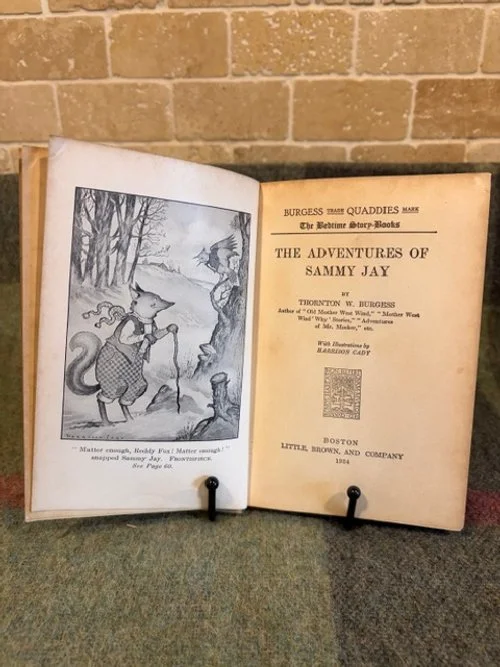 " Matter enough, Reddy Fox! Matter enough! "
snapped Sammy Jay. FRONTISPIECE.
See Page 60.
BURGESS TRADE QUADDIES MARK
The Bedtime Story-Books
THE ADVENTURES OF
SAMMY JAY
BY
THORNTON W. BURGESS
Author of "Old Mother West Wind," "Mother West
Wind 'Why' Stories," "Adventures
of Mr. Mocker," etc.
With Illustrations by
HARRISON CADY
BOSTON
LITTLE, BROWN, AND COMPANY
1924